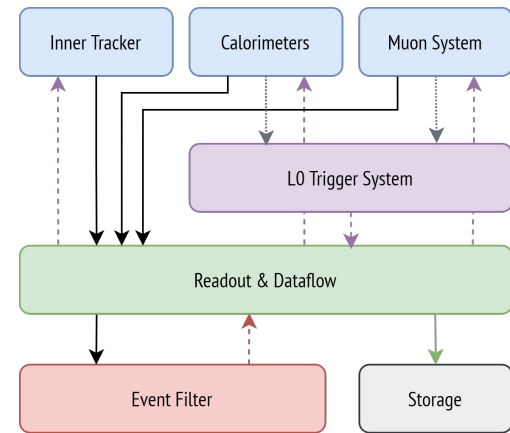 Inner Tracker
Calorimeters
Muon System
L0 Trigger System
Readout & Dataflow
Event Filter
Storage